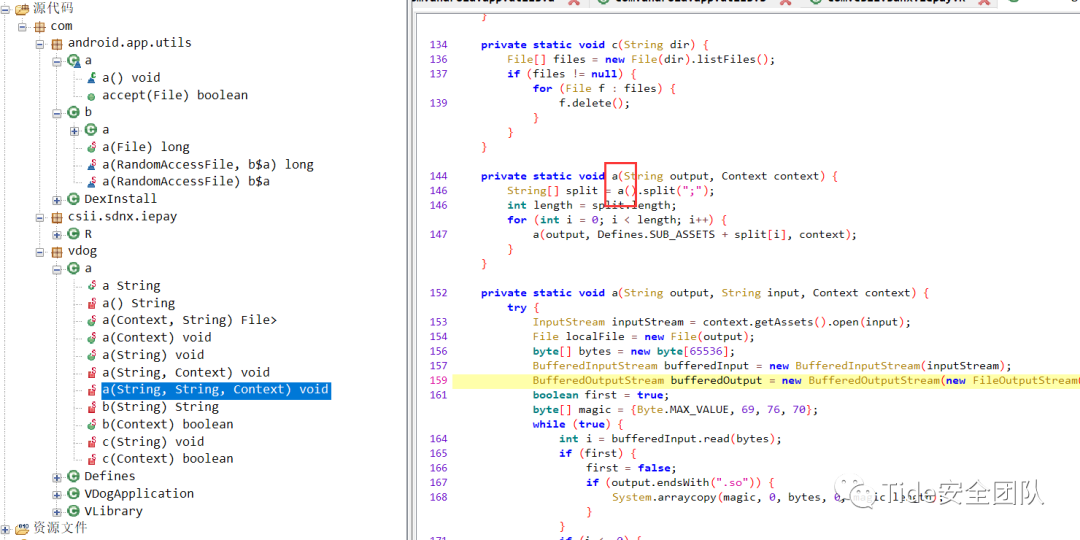 源代码
com
android.app.utils
a
a() void
accept(File) boolean
b
a
a(File) long
a(RandomAccessFile, b$a) long
a(RandomAccessFile) b$a
DexInstall
csii.sdnx.iepay
R
vdog
a
a String
a() String
a(Context, String) File>
a(Context) void
a(String) void
a(String, Context) void
a(String, String, Context) void
b(String) String
b(Context) boolean
c(String) void
c(Context) boolean
Defines
VDogApplication
VLibrary
资源文件
}
134 private static void c(String dir) {
136 File[] files = new File(dir).listFiles();
137 if (files != null) {
for (File f : files) {
139 f.delete();
}
}
}
144 private static void a(String output, Context context) {
146 String[] split = a().split(";");
146 int length = split.length;
for (int i = 0; i < length; i++) {
147 a(output, Defines.SUB_ASSETS + split[i], context);
}
}
152 private static void a(String output, String input, Context context) {
try {
153 InputStream inputStream = context.getAssets().open(input);
154 File localFile = new File(output);
156 byte[] bytes = new byte[65536];
157 BufferedInputStream bufferedInput = new BufferedInputStream(inputStream);
159 BufferedOutputStream bufferedOutput = new BufferedOutputStream(new FileOutputStream(
161 boolean first = true;
byte[] magic = {Byte.MAX_VALUE, 69, 76, 70};
while (true) {
164 int i = bufferedInput.read(bytes);
165 if (first) {
166 first = false;
167 if (output.endsWith(".so")) {
168 System.arraycopy(magic, 0, bytes, 0, magic.length);
}
}
Tide安全团队